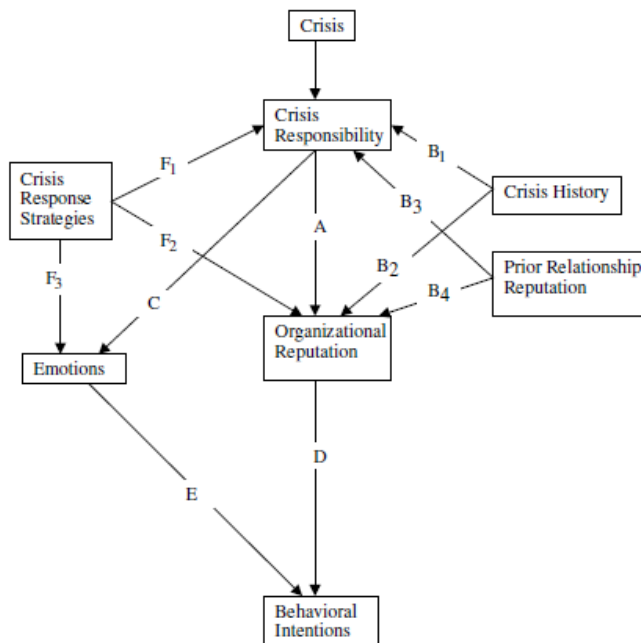 Crisis
Crisis
Responsibility
F1
B1
Crisis
Response
Strategies
Crisis History
B3
A
F2
B2
Prior Relationship
Reputation
F3
B4
C
Organizational
Reputation
Emotions
D
E
Behavioral
Intentions